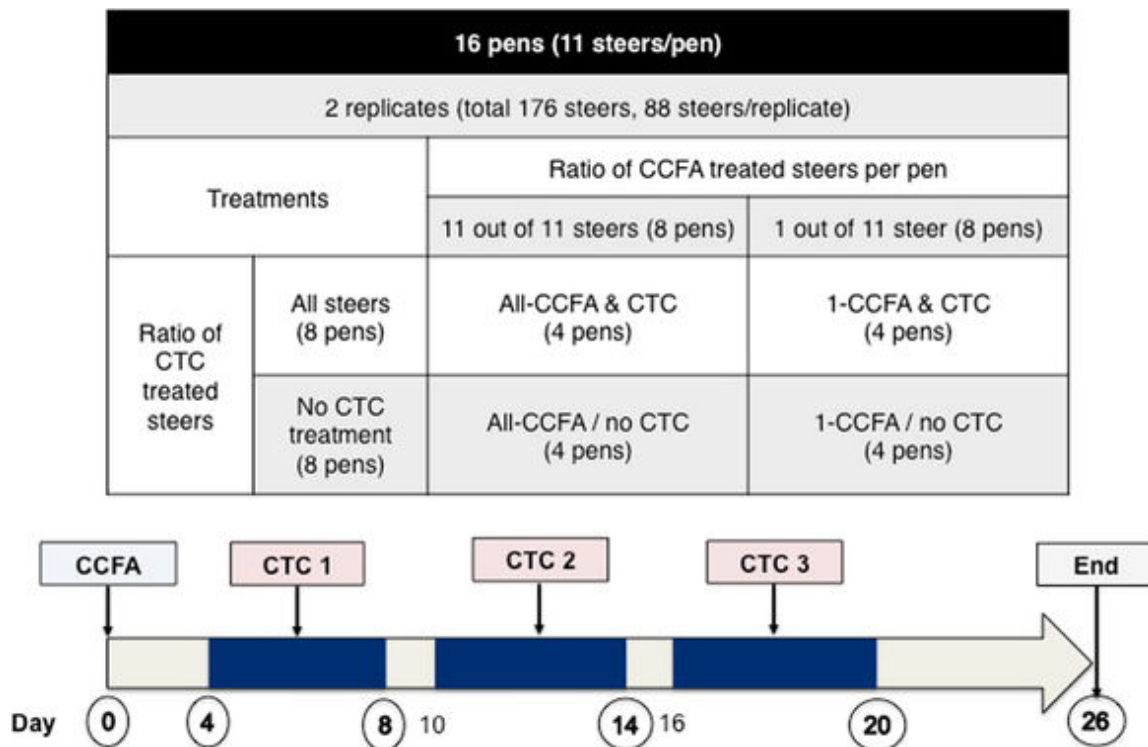 16 pens (11 steers/pen)
2 replicates (total 176 steers, 88 steers/replicate)
Treatments
Ratio of CCFA treated steers per pen
11 out of 11 steers (8 pens)
1 out of 11 steer (8 pens)
Ratio of
CTC
treated
steers
All steers
(8 pens)
All-CCFA & CTC
(4 pens)
1-CCFA & CTC
(4 pens)
No CTC
treatment
(8 pens)
All-CCFA / no CTC
(4 pens)
1-CCFA / no CTC
(4 pens)
CCFA
CTC 1
CTC 2
CTC 3
End
Day 0 4 8 10 14 16 20 26